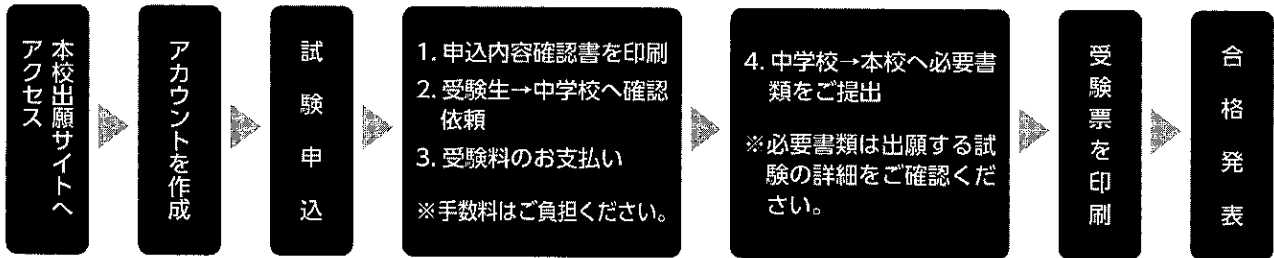 本校出願サイトへ
アクセス
アカウントを作成
試験申込
1. 申込内容確認書を印刷
2. 受験生→中学校へ確認
依頼
3. 受験料のお支払い
※手数料はご負担ください。
4. 中学校→本校へ必要書
類をご提出
※必要書類は出願する試
験の詳細をご確認くだ
さい。
受験票を印刷
合格発表